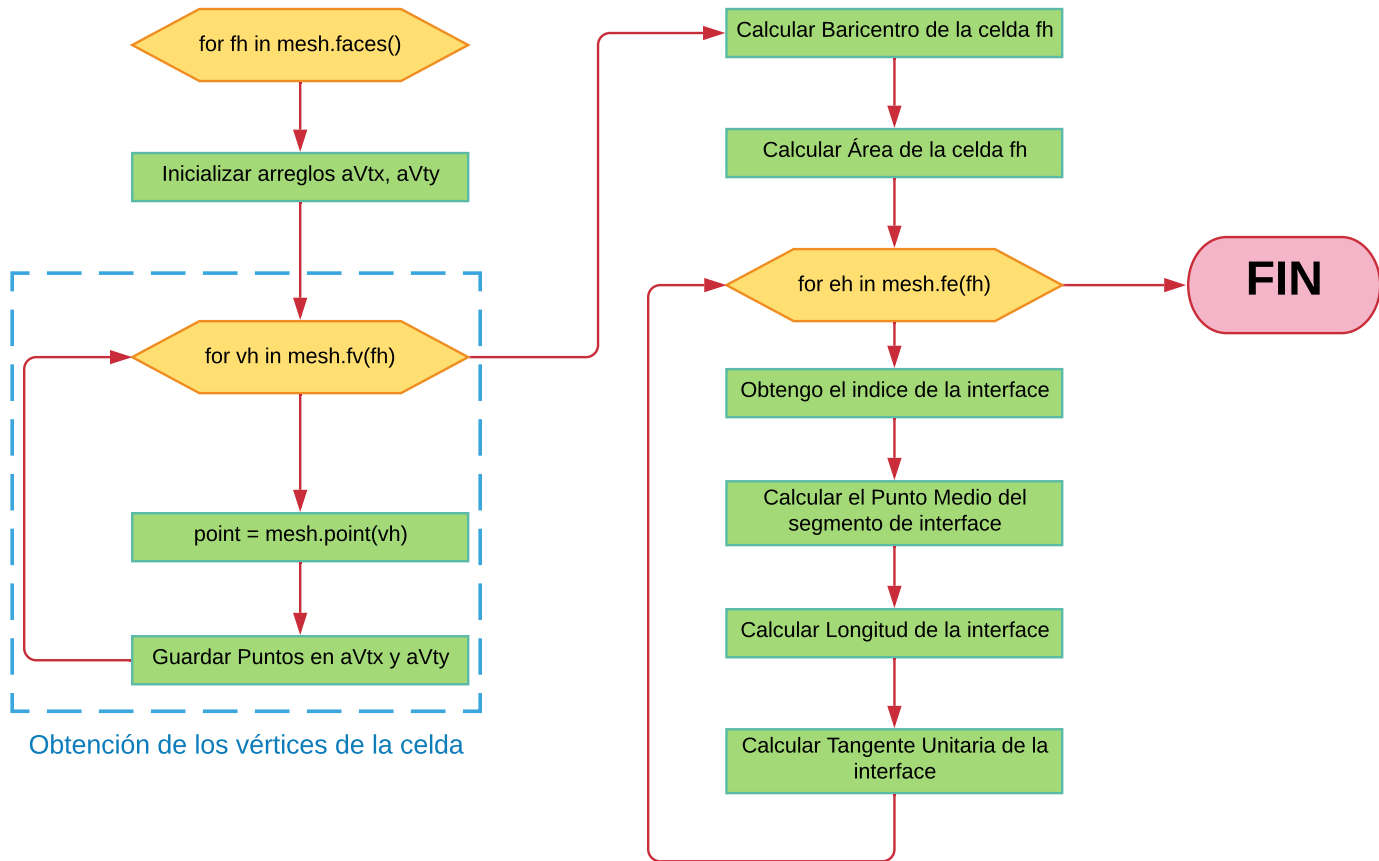 for fh in mesh.faces()
Inicializar arreglos aVtx, aVty
for vh in mesh.fv(fh)
point = mesh.point(vh)
Guardar Puntos en aVtx y aVty
Obtención de los vértices de la celda
Calcular Baricentro de la celda fh
Calcular Área de la celda fh
for eh in mesh.fe(fh)
Obtengo el indice de la interface
Calcular el Punto Medio del
segmento de interface
Calcular Longitud de la interface
Calcular Tangente Unitaria de la
interface
FIN